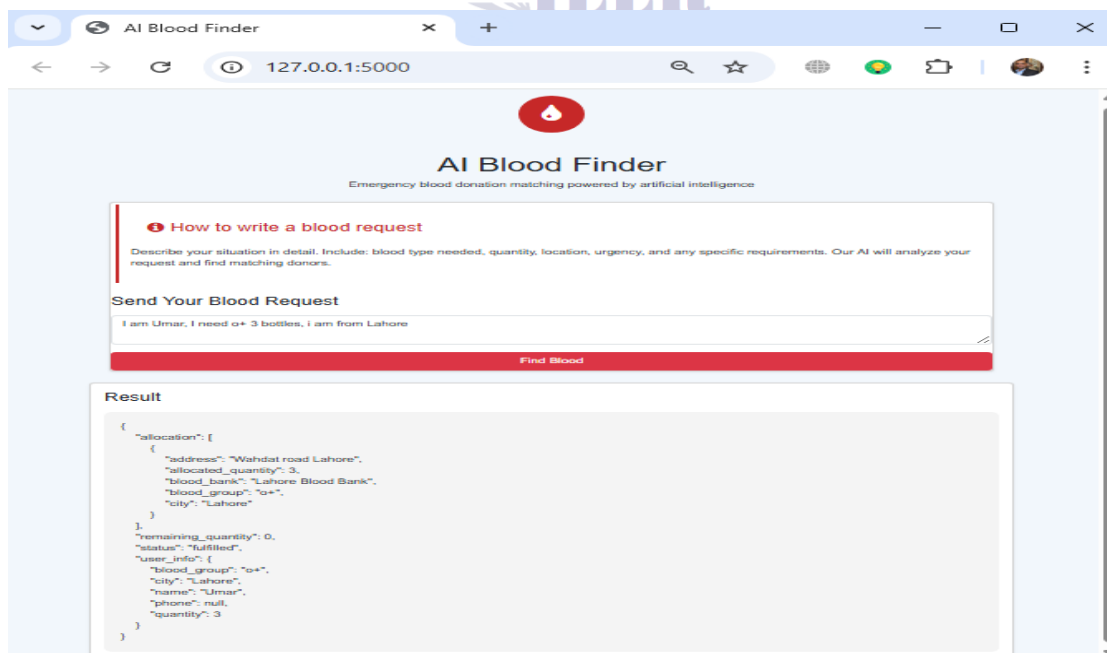 AI Blood Finder
127.0.0.1:5000
AI Blood Finder
Emergency blood donation matching powered by artificial intelligence
How to write a blood request
Describe your situation in detail. Include: blood type needed, quantity, location, urgency, and any specific requirements. Our AI will analyze your
request and find matching donors.
Send Your Blood Request
I am Umar, I need o+ 3 bottles, i am from Lahore
Find Blood
Result
{
"allocation": [
{
"address": "Wahdat road Lahore",
"allocated_quantity": 3,
"blood_bank": "Lahore Blood Bank",
"blood_group": "o+",
"city": "Lahore"
}
],
"remaining_quantity": 0,
"status": "fulfilled",
"user_info": {
"blood_group": "o+",
"city": "Lahore",
"name": "Umar",
"phone": null,
"quantity": 3
}
}